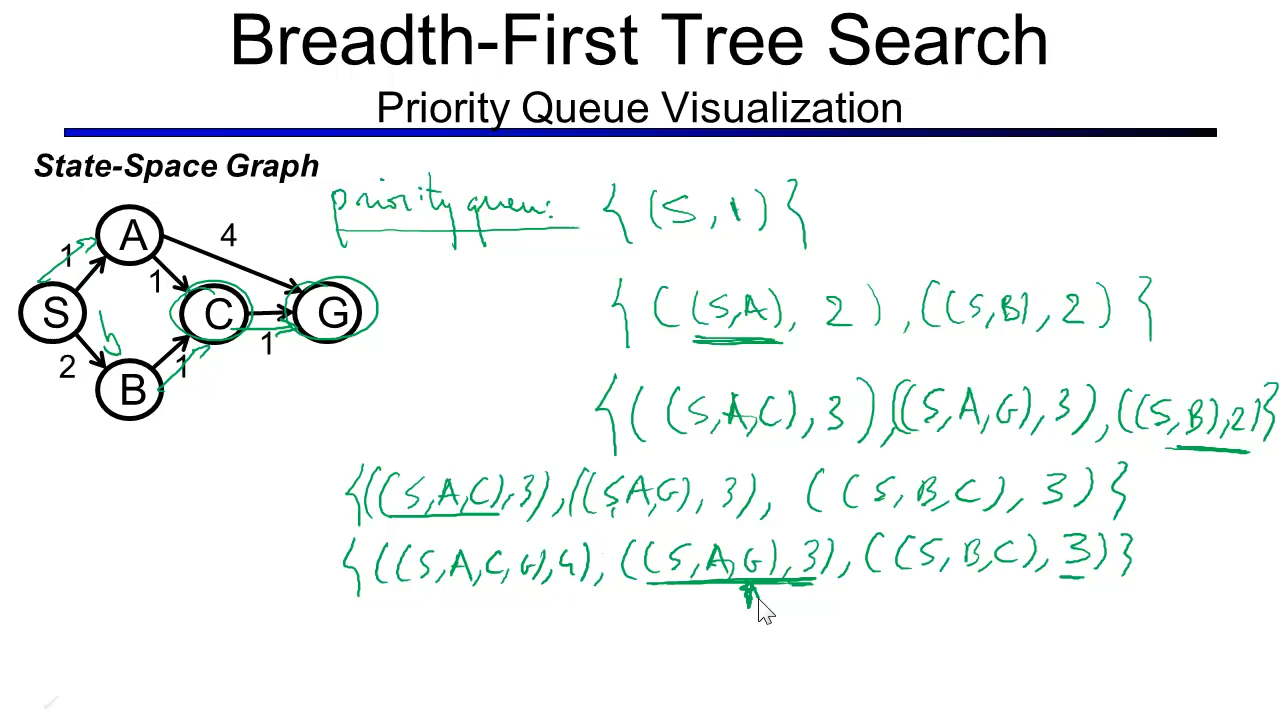 Breadth-First Tree Search
Priority Queue Visualization
State-Space Graph
priority queu: {(S, 1)}
A
4
1
1
S
C
G
b
1
2
1
B
{((S,A), 2), ((S,B), 2)}
{((S,A,C),3),((S,A,G),3),((S,B),2)}
{((S,A,C),3),((S,A,G),3), ((S,B,C),3)}
{((S,A,C,G),4),((S,A,G),3),((S,B,C),3)}